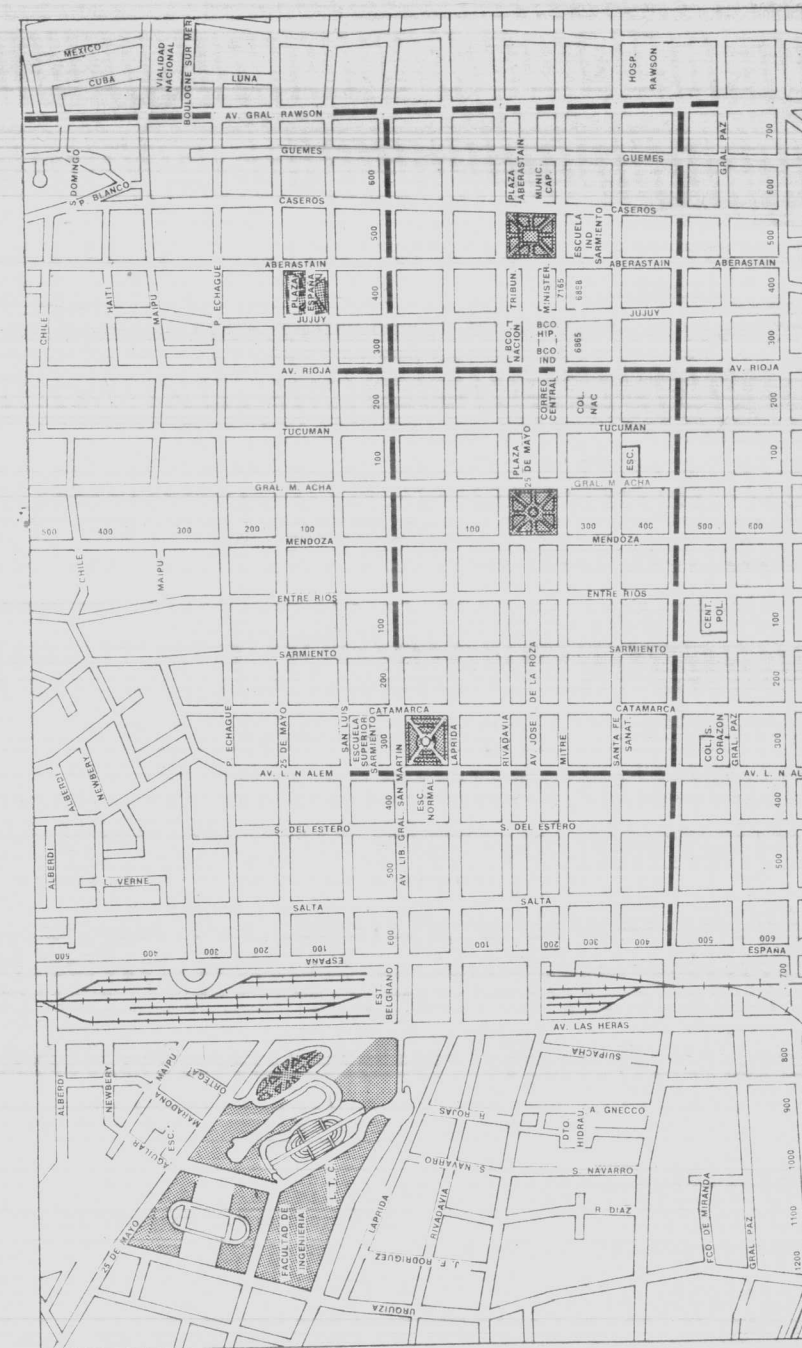 MEXICO
CUBA
VIALIDAD
NACIONAL
BOULOGNE SUR MER
LUNA
HOSP.
RAWSON
AV. GRAL. RAWSON
GRAL. PAZ
700
S. DOMINGO
P. BLANCO
GUEMES
600
PLAZA
ABERASTAIN
MUNIC.
CAP.
GUEMES
600
CASEROS
500
ESCUELA
IND
SARMIENTO
CASEROS
500
ABERASTAIN
ABERASTAIN
ABERASTAIN
CHILE
HAITI
MAIPU
P. ECHAGUE
PLAZA
ESPAÑA
400
TRIBUN.
MINISTER.
7165
6858
400
JUJUY
JUJUY
300
BCO.
NACION
BCO
HIP.
BCO
IND
6865
300
AV. RIOJA
AV. RIOJA
200
CORREO
CENTRAL
COL.
NAC
200
TUCUMAN
TUCUMAN
100
PLAZA
25 DE MAYO
ESC.
100
GRAL. M. ACHA
GRAL. M. ACHA
500
400
300
200
100
100
300
400
500
600
MENDOZA
MENDOZA
CHILE
MAIPU
ENTRE RIOS
ENTRE RIOS
100
CENT.
POL.
100
SARMIENTO
SARMIENTO
200
DE LA ROZA
200
CATAMARCA
CATAMARCA
ALBERDI
NEWBERY
P. ECHAGUE
25 DE MAYO
SAN LUIS
ESCUELA
SUPERIOR
SARMIENTO
300
LAPRIDA
RIVADAVIA
AV. JOSE I.
MITRE
SANTA FE
SANAT.
COL. S.
CORAZON
GRAL. PAZ
300
AV. L. N ALEM
AV. L. N AL
AV. LIB. GRAL. SAN MARTIN
400
ESC.
NORMAL
400
S. DEL ESTERO
S. DEL ESTERO
ALBERDI
L. VERNE
500
500
SALTA
SALTA
500
400
300
200
100
600
100
200
300
400
500
600
ESPAÑA
ESPAÑA
700
EST.
BELGRANO
AV. LAS HERAS
ALBERDI
NEWBERY
MAIPU
ORTEGA
MARADONA
SUIPACHA
800
ESC.
AGUILAR
R. ROJAS
A. GNECCO
900
DTO
HIDRAU.
L. T. C.
S. NAVARRO
S. NAVARRO
1000
25 DE MAYO
FACULTAD DE
INGENIERIA
LAPRIDA
RIVADAVIA
R. DIAZ
FCO DE MIRANDA
GRAL PAZ
1100
J. F. RODRIGUEZ
1200
URQUIZA